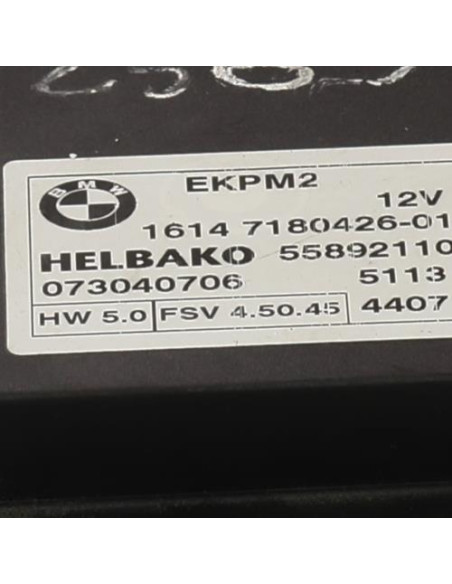 BMW
EKPM2
12V
1614 7180426-01
HELBAKO 55892110
073040706 5113
HW 5.0 FSV 4.50.45 4407